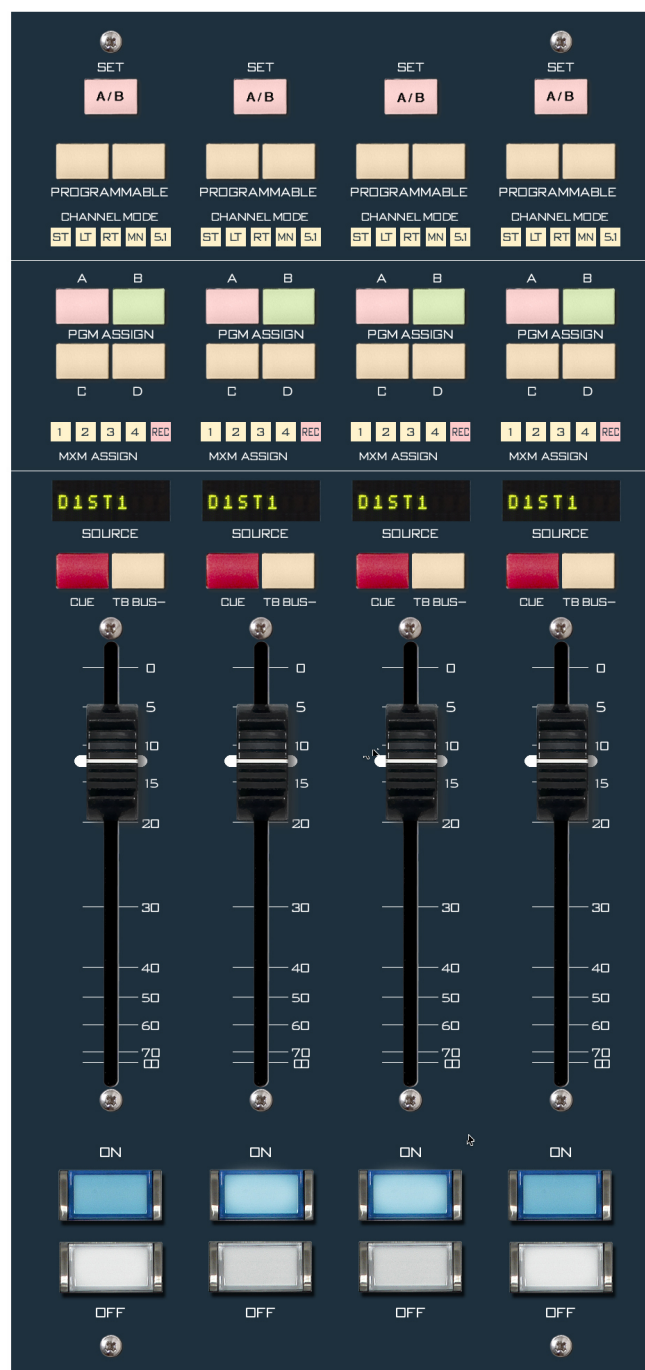 SET SET SET SET
A/B A/B A/B A/B
PROGRAMMABLE PROGRAMMABLE PROGRAMMABLE PROGRAMMABLE
CHANNEL MODE CHANNEL MODE CHANNEL MODE CHANNEL MODE
ST LT RT MN 5.1 ST LT RT MN 5.1 ST LT RT MN 5.1 ST LT RT MN 5.1
A B A B A B A B
PGM ASSIGN PGM ASSIGN PGM ASSIGN PGM ASSIGN
C D C D C D C D
1 2 3 4 REC 1 2 3 4 REC 1 2 3 4 REC 1 2 3 4 REC
MXM ASSIGN MXM ASSIGN MXM ASSIGN MXM ASSIGN
D1ST1 D1ST1 D1ST1 D1ST1
SOURCE SOURCE SOURCE SOURCE
CUE TB BUS- CUE TB BUS- CUE TB BUS- CUE TB BUS-
0 0 0 0
5 5 5 5
10 10 10 10
15 15 15 15
20 20 20 20
30 30 30 30
40 40 40 40
50 50 50 50
60 60 60 60
70 70 70 70
∞ ∞ ∞ ∞
ON ON ON ON
OFF OFF OFF OFF